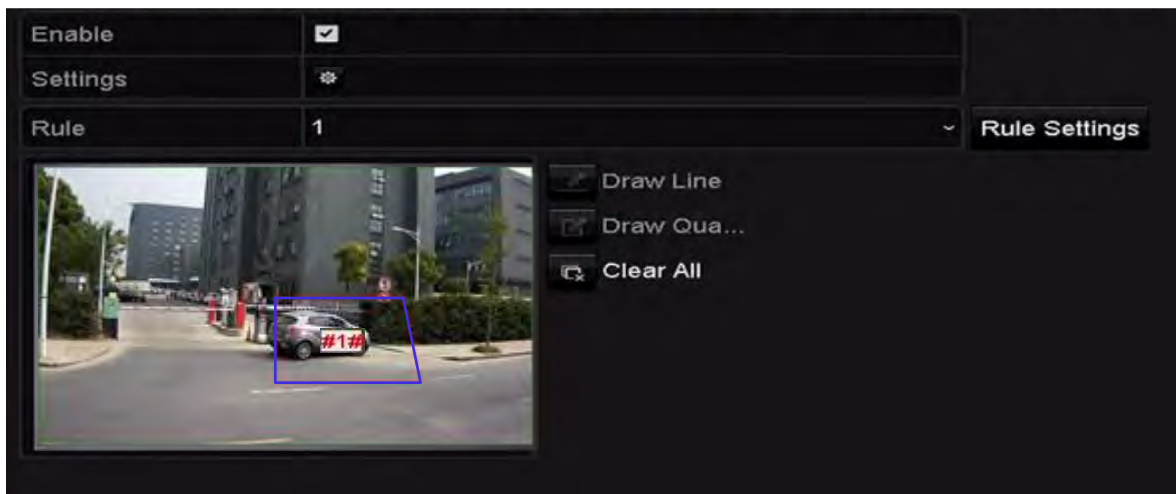 Enable
Settings
Rule 1 Rule Settings
Draw Line
Draw Qua...
Clear All
#1#